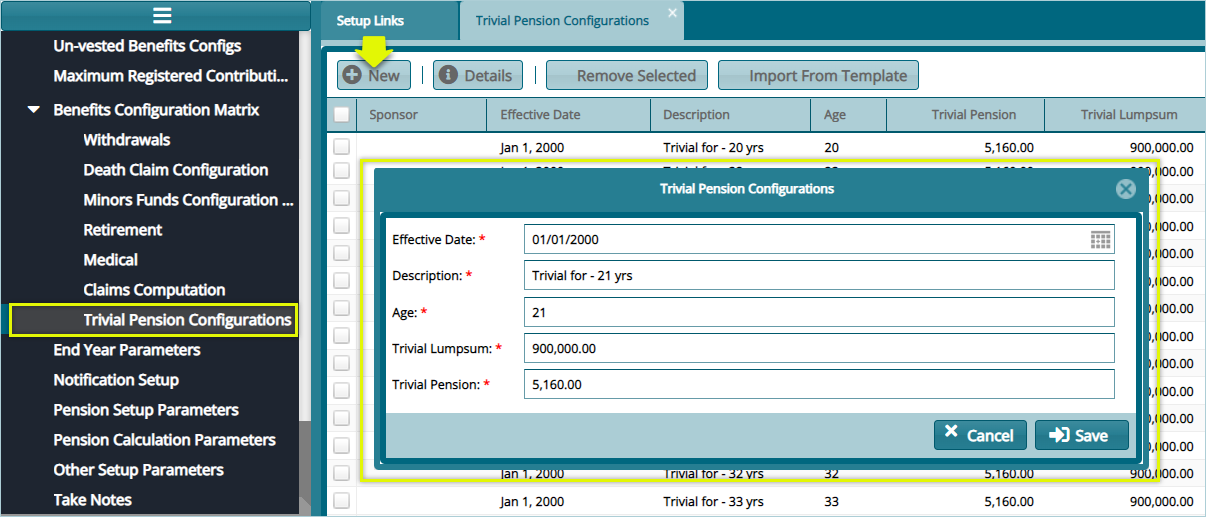 Un-vested Benefits Configs
Maximum Registered Contributi...
Benefits Configuration Matrix
Withdrawals
Death Claim Configuration
Minors Funds Configuration ...
Retirement
Medical
Claims Computation
Trivial Pension Configurations
End Year Parameters
Notification Setup
Pension Setup Parameters
Pension Calculation Parameters
Other Setup Parameters
Take Notes
Setup Links Trivial Pension Configurations
New Details Remove Selected Import From Template
Sponsor Effective Date Description Age Trivial Pension Trivial Lumpsum
Jan 1, 2000 Trivial for - 20 yrs 20 5,160.00 900,000.00
Trivial Pension Configurations
Effective Date: * 01/01/2000
Description: * Trivial for - 21 yrs
Age: * 21
Trivial Lumpsum: * 900,000.00
Trivial Pension: * 5,160.00
Cancel Save
Jan 1, 2000 Trivial for - 32 yrs 32 5,160.00 900,000.00
Jan 1, 2000 Trivial for - 33 yrs 33 5,160.00 900,000.00